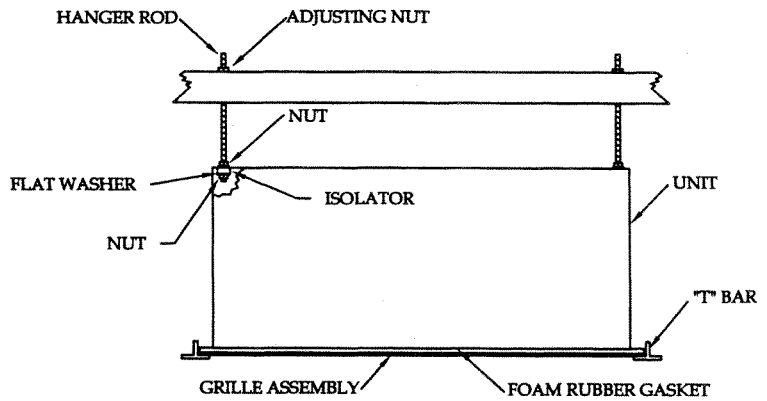 HANGER ROD
ADJUSTING NUT
NUT
FLAT WASHER
ISOLATOR
UNIT
NUT
"T" BAR
GRILLE ASSEMBLY
FOAM RUBBER GASKET